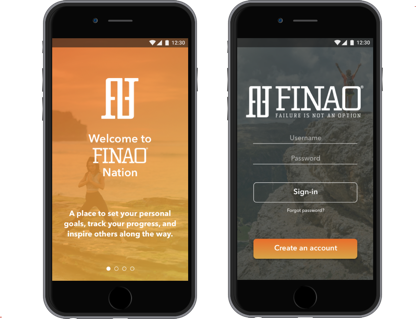 12:30
Welcome to
FINAO
Nation
A place to set your personal
goals, track your progress, and
inspire others along the way.
12:30
FINAO®
FAILURE IS NOT AN OPTION
Username
Password
Sign-in
Forgot password?
Create an account